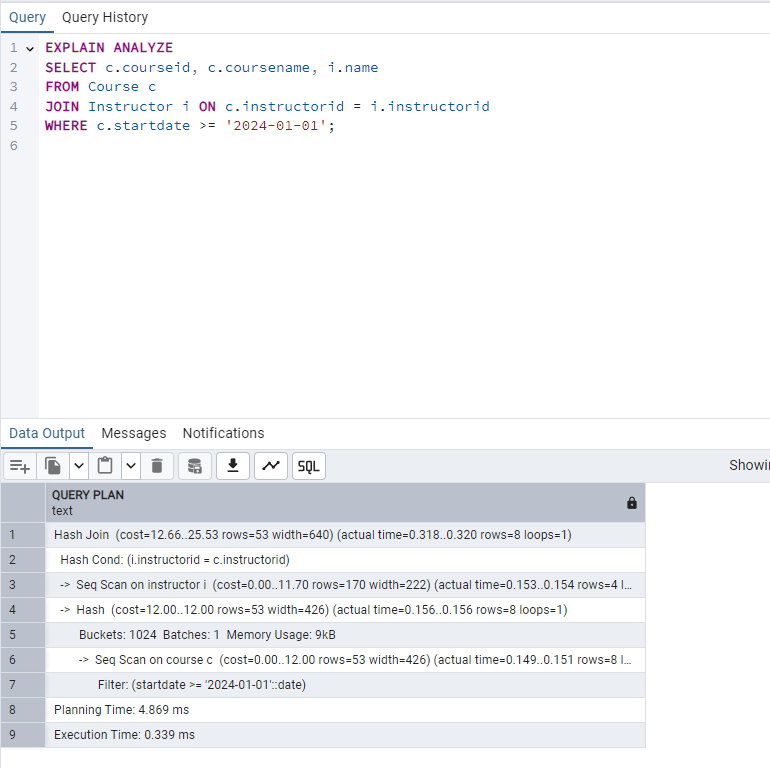 Query Query History
1 EXPLAIN ANALYZE
2 SELECT c.courseid, c.coursename, i.name
3 FROM Course c
4 JOIN Instructor i ON c.instructorid = i.instructorid
5 WHERE c.startdate >= '2024-01-01';
6
Data Output Messages Notifications
SQL Showi
QUERY PLAN
text
1 Hash Join (cost=12.66..25.53 rows=53 width=640) (actual time=0.318..0.320 rows=8 loops=1)
2 Hash Cond: (i.instructorid = c.instructorid)
3 -> Seq Scan on instructor i (cost=0.00..11.70 rows=170 width=222) (actual time=0.153..0.154 rows=4 l...
4 -> Hash (cost=12.00..12.00 rows=53 width=426) (actual time=0.156..0.156 rows=8 loops=1)
5 Buckets: 1024 Batches: 1 Memory Usage: 9kB
6 -> Seq Scan on course c (cost=0.00..12.00 rows=53 width=426) (actual time=0.149..0.151 rows=8 l...
7 Filter: (startdate >= '2024-01-01'::date)
8 Planning Time: 4.869 ms
9 Execution Time: 0.339 ms